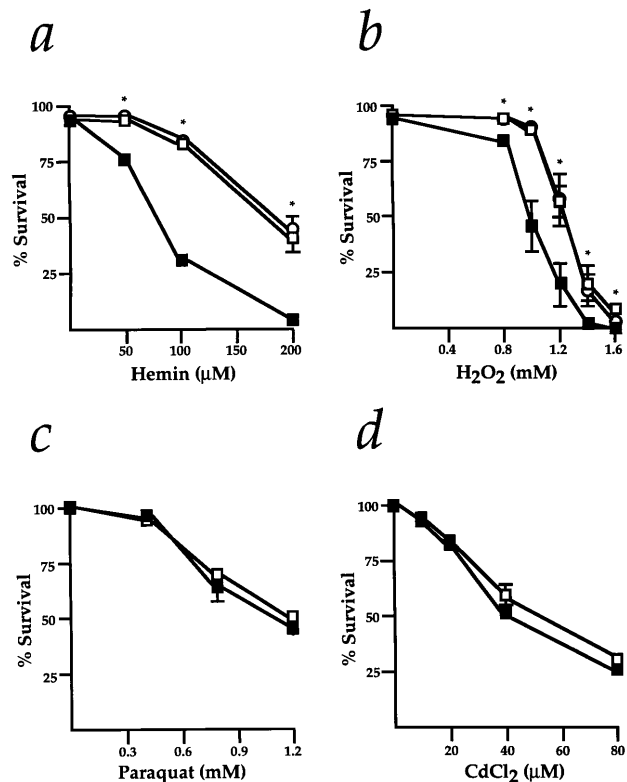 a
b
100
75
50
25
% Survival
* * *
50 100 150 200
Hemin (µM)
100
75
50
25
% Survival
* * * * *
0.4 0.8 1.2 1.6
H2O2 (mM)
c
d
100
75
50
25
% Survival
0.3 0.6 0.9 1.2
Paraquat (mM)
100
75
50
25
% Survival
20 40 60 80
CdCl2 (µM)